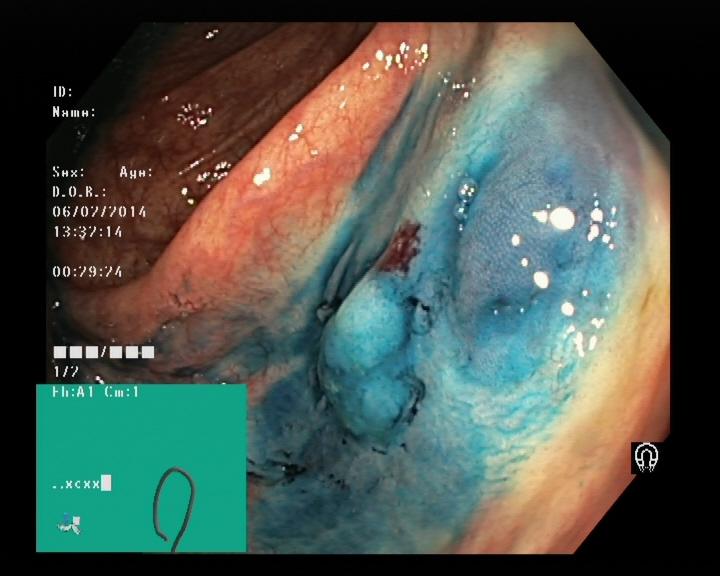 ID:
Name:
Sex: Age:
D.O.B.:
06/02/2014
13:32:14
00:29:24
■■■/■■■
1/2
Eh:A1 Cm:1
..xcxx